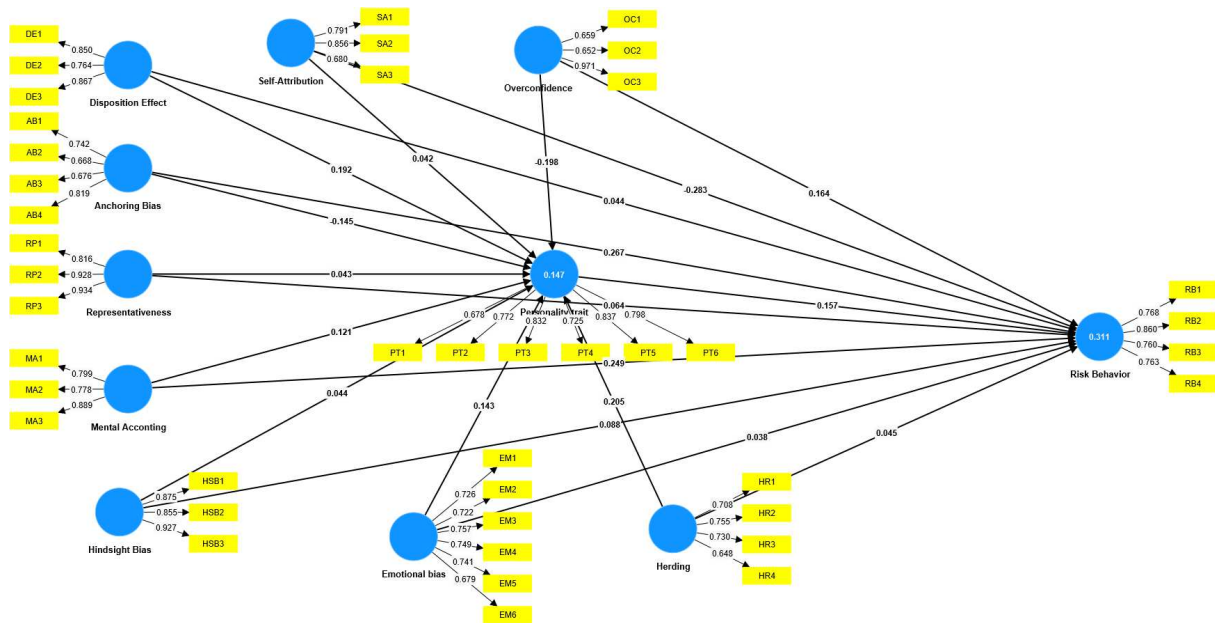 DE1
0.850
DE2
0.764
DE3
0.867
Disposition Effect
SA1
0.791
SA2
0.856
SA3
0.680
Self-Attribution
OC1
0.659
OC2
0.652
OC3
0.971
Overconfidence
AB1
0.742
AB2
0.668
AB3
0.676
AB4
0.819
Anchoring Bias
RP1
0.816
RP2
0.928
RP3
0.934
Representativeness
MA1
0.799
MA2
0.778
MA3
0.889
Mental Acconting
HSB1
0.875
HSB2
0.855
HSB3
0.927
Hindsight Bias
EM1
0.726
EM2
0.722
EM3
0.757
EM4
0.749
EM5
0.741
EM6
0.679
Emotional bias
HR1
0.708
HR2
0.755
HR3
0.730
HR4
0.648
Herding
0.147
Personality trait
PT1
0.678
PT2
0.772
PT3
0.832
PT4
0.725
PT5
0.837
PT6
0.798
0.311
Risk Behavior
RB1
0.768
RB2
0.860
RB3
0.760
RB4
0.763
0.192
0.042
-0.198
-0.145
0.043
0.121
0.044
0.143
0.205
-0.283
0.044
0.164
0.267
0.064
0.157
0.249
0.088
0.038
0.045